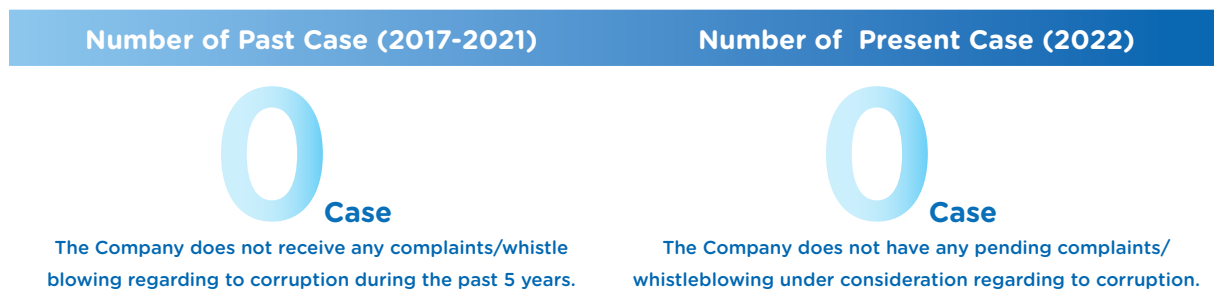 Number of Past Case (2017-2021)
Number of Present Case (2022)
0 Case
The Company does not receive any complaints/whistle
blowing regarding to corruption during the past 5 years.
0 Case
The Company does not have any pending complaints/
whistleblowing under consideration regarding to corruption.